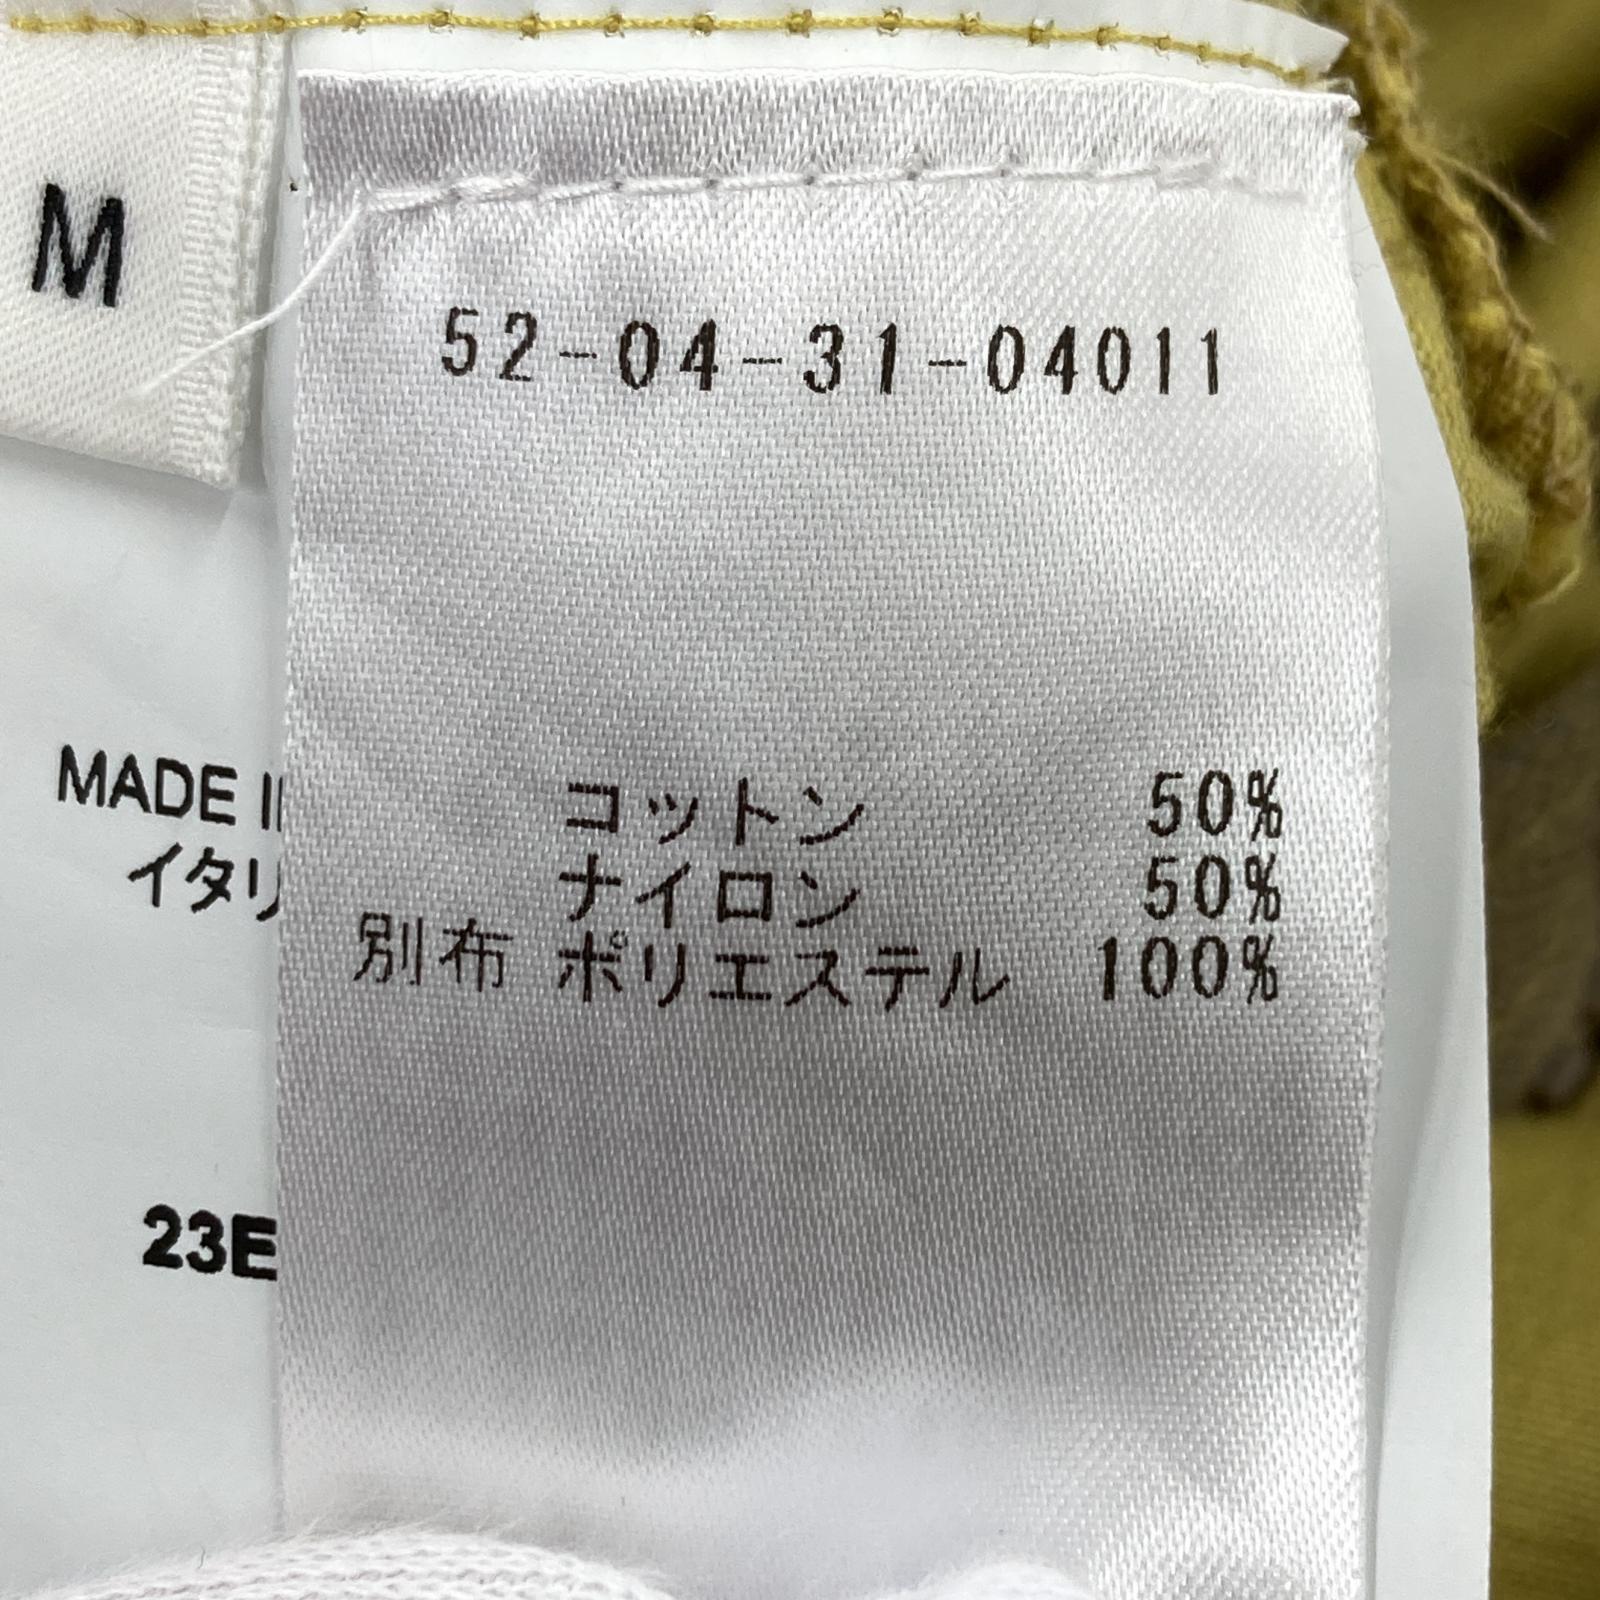 M
52-04-31-04011
MADE
コットン 50%
ナイロン 50%
別布 ポリエステル 100%
イタリ
23E